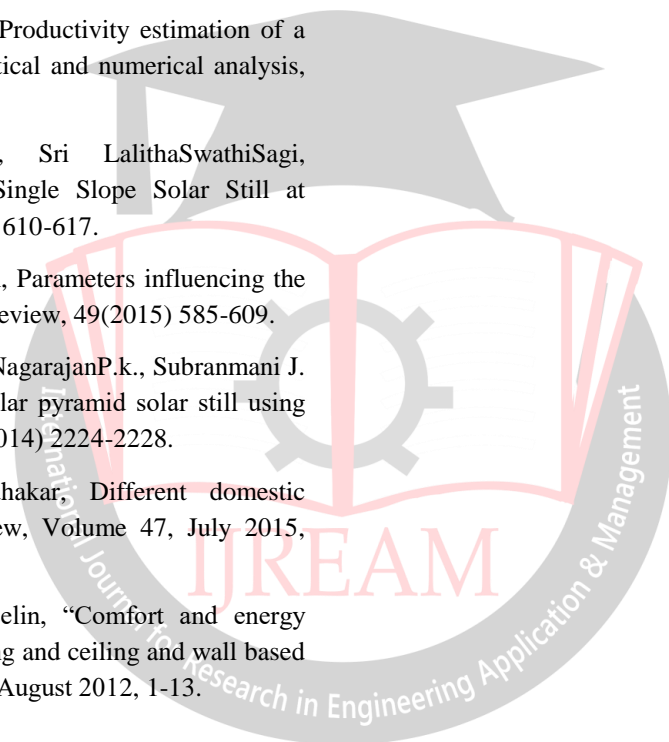 Productivity estimation of a
tical and numerical analysis,
Sri LalithaSwathiSagi,
Single Slope Solar Still at
610-617.
, Parameters influencing the
eview, 49(2015) 585-609.
NagarajanP.k., Subranmani J.
lar pyramid solar still using
014) 2224-2228.
hakar, Different domestic
ew, Volume 47, July 2015,
elin, “Comfort and energy
ng and ceiling and wall based
August 2012, 1-13.
International Journal for Research in Engineering Application & Management
IJREAM